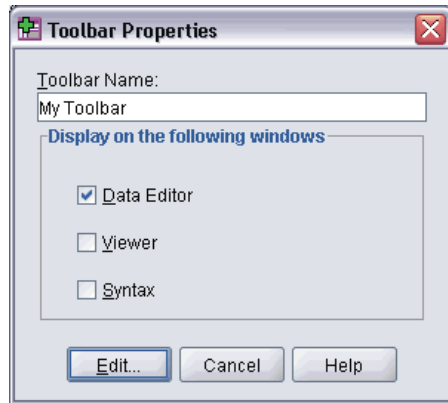 Toolbar Properties
Toolbar Name:
My Toolbar
Display on the following windows
Data Editor
Viewer
Syntax
Edit... Cancel Help